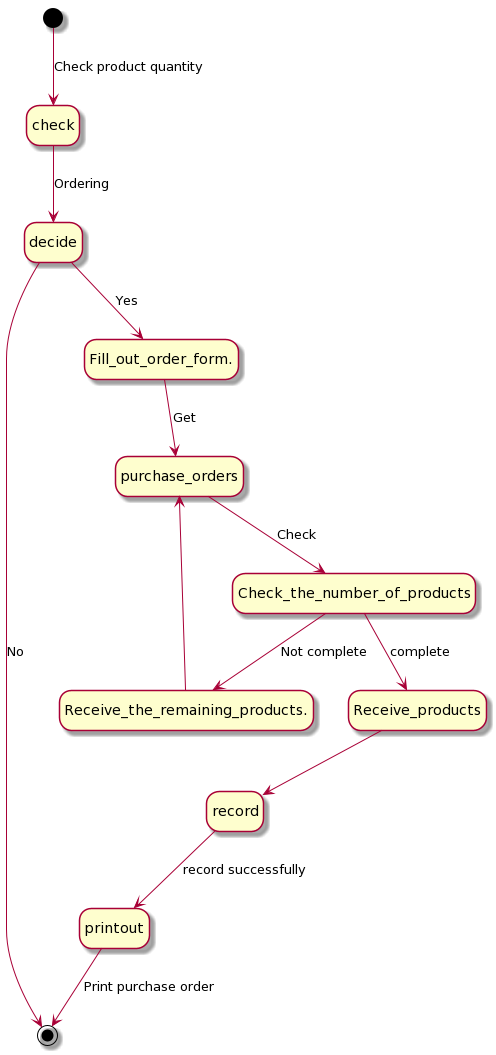 Check product quantity
check
Ordering
decide
Yes
Fill_out_order_form.
Get
purchase_orders
Check
Check_the_number_of_products
No
Not complete
complete
Receive_the_remaining_products.
Receive_products
record
record successfully
printout
Print purchase order